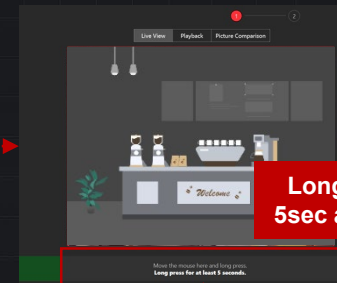 1
2
Live View Playback Picture Comparison
Welcome
Long
5sec a
Move the mouse here and long press.
Long press for at least 5 seconds.